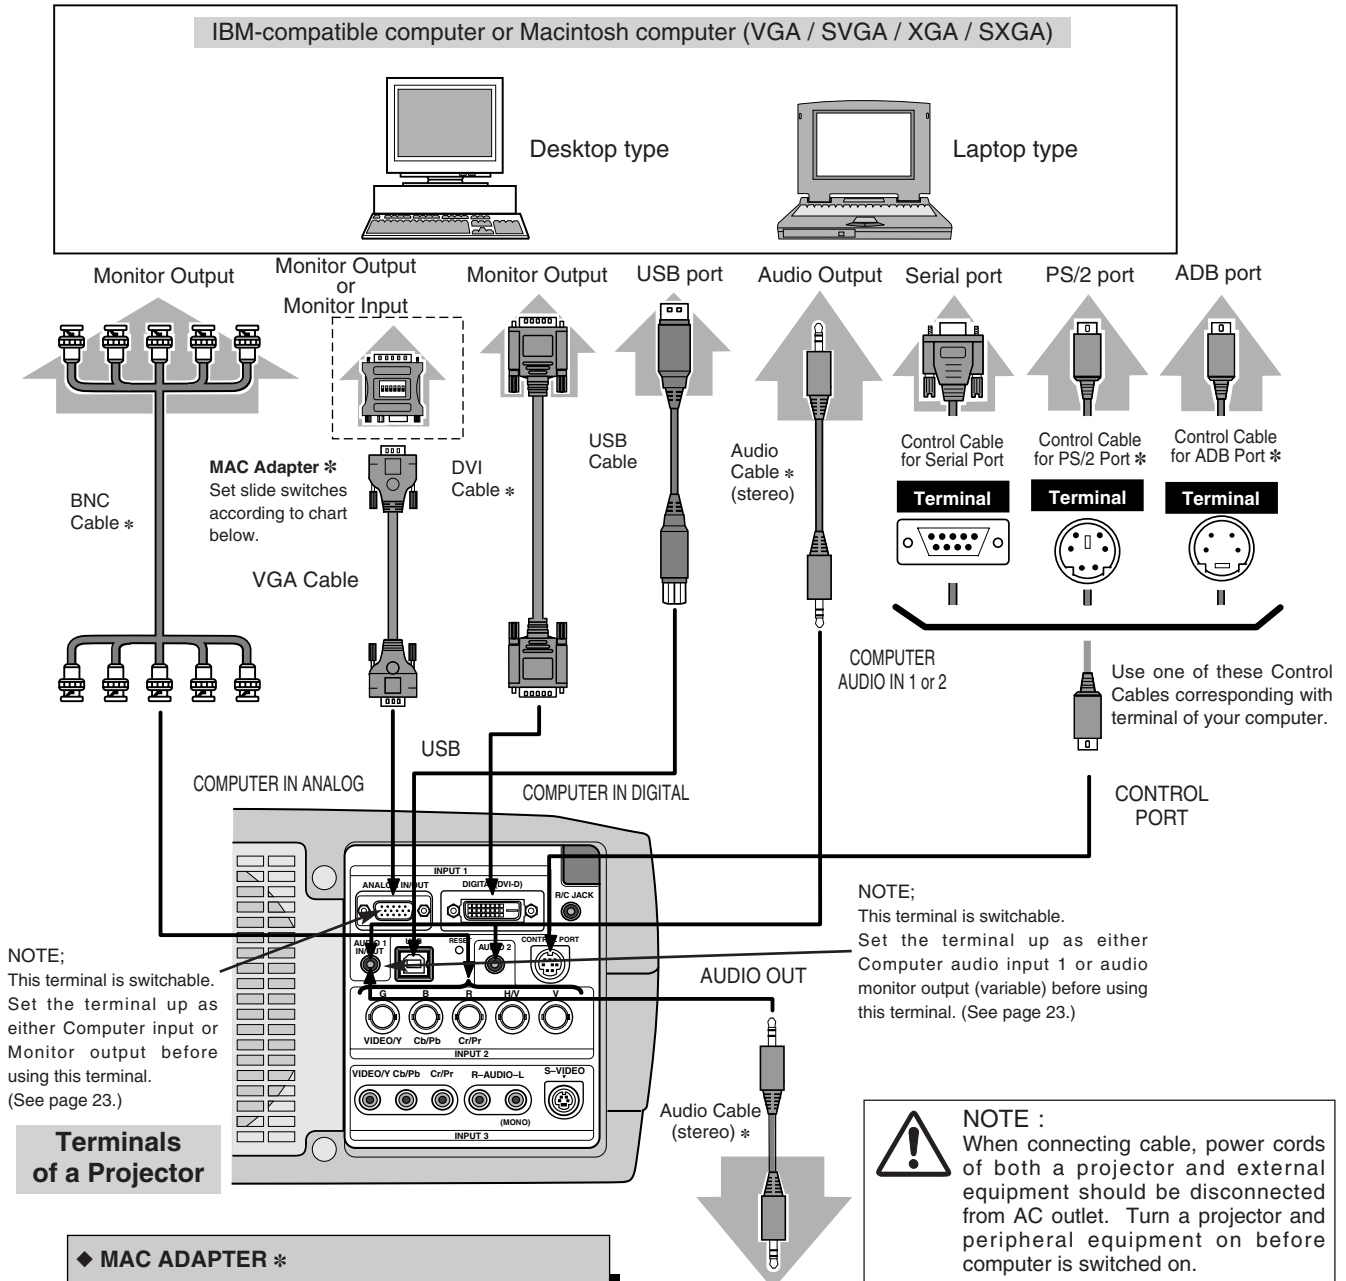 IBM-compatible computer or Macintosh computer (VGA / SVGA / XGA / SXGA)
Desktop type
Laptop type
Monitor Output
Monitor Output
or
Monitor Input
Monitor Output
USB port
Audio Output
Serial port
PS/2 port
ADB port
BNC
Cable *
MAC Adapter *
Set slide switches
according to chart
below.
VGA Cable
DVI
Cable *
USB
Cable
Audio
Cable *
(stereo)
Control Cable
for Serial Port
Control Cable
for PS/2 Port *
Control Cable
for ADB Port *
Terminal
Terminal
Terminal
COMPUTER
AUDIO IN 1 or 2
Use one of these Control
Cables corresponding with
terminal of your computer.
USB
COMPUTER IN ANALOG
COMPUTER IN DIGITAL
CONTROL
PORT
INPUT 1
ANALOG IN/OUT
DIGITAL (DVI-D)
R/C JACK
AUDIO 1
IN/OUT
USB
RESET
AUDIO 2
CONTROL PORT
G
B
R
H/V
V
VIDEO/Y
Cb/Pb
Cr/Pr
INPUT 2
VIDEO/Y Cb/Pb
Cr/Pr
R–AUDIO–L
S–VIDEO
(MONO)
INPUT 3
NOTE;
This terminal is switchable.
Set the terminal up as
either Computer input or
Monitor output before
using this terminal.
(See page 23.)
NOTE;
This terminal is switchable.
Set the terminal up as either
Computer audio input 1 or audio
monitor output (variable) before using
this terminal. (See page 23.)
AUDIO OUT
Terminals
of a Projector
Audio Cable
(stereo) *
NOTE :
When connecting cable, power cords
of both a projector and external
equipment should be disconnected
from AC outlet. Turn a projector and
peripheral equipment on before
computer is switched on.
◆ MAC ADAPTER *